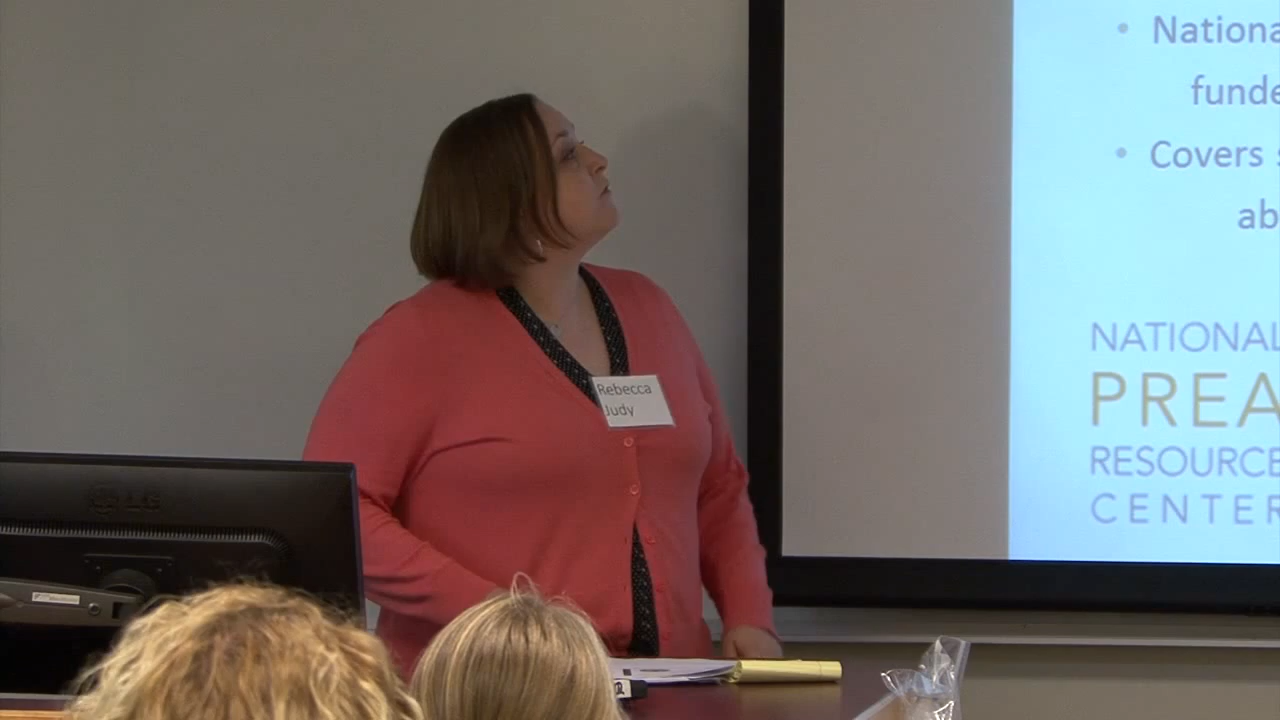 • Nationa
funde
• Covers s
ab
NATIONAL
PREA
RESOURCE
CENTER
Rebecca
Judy
LG